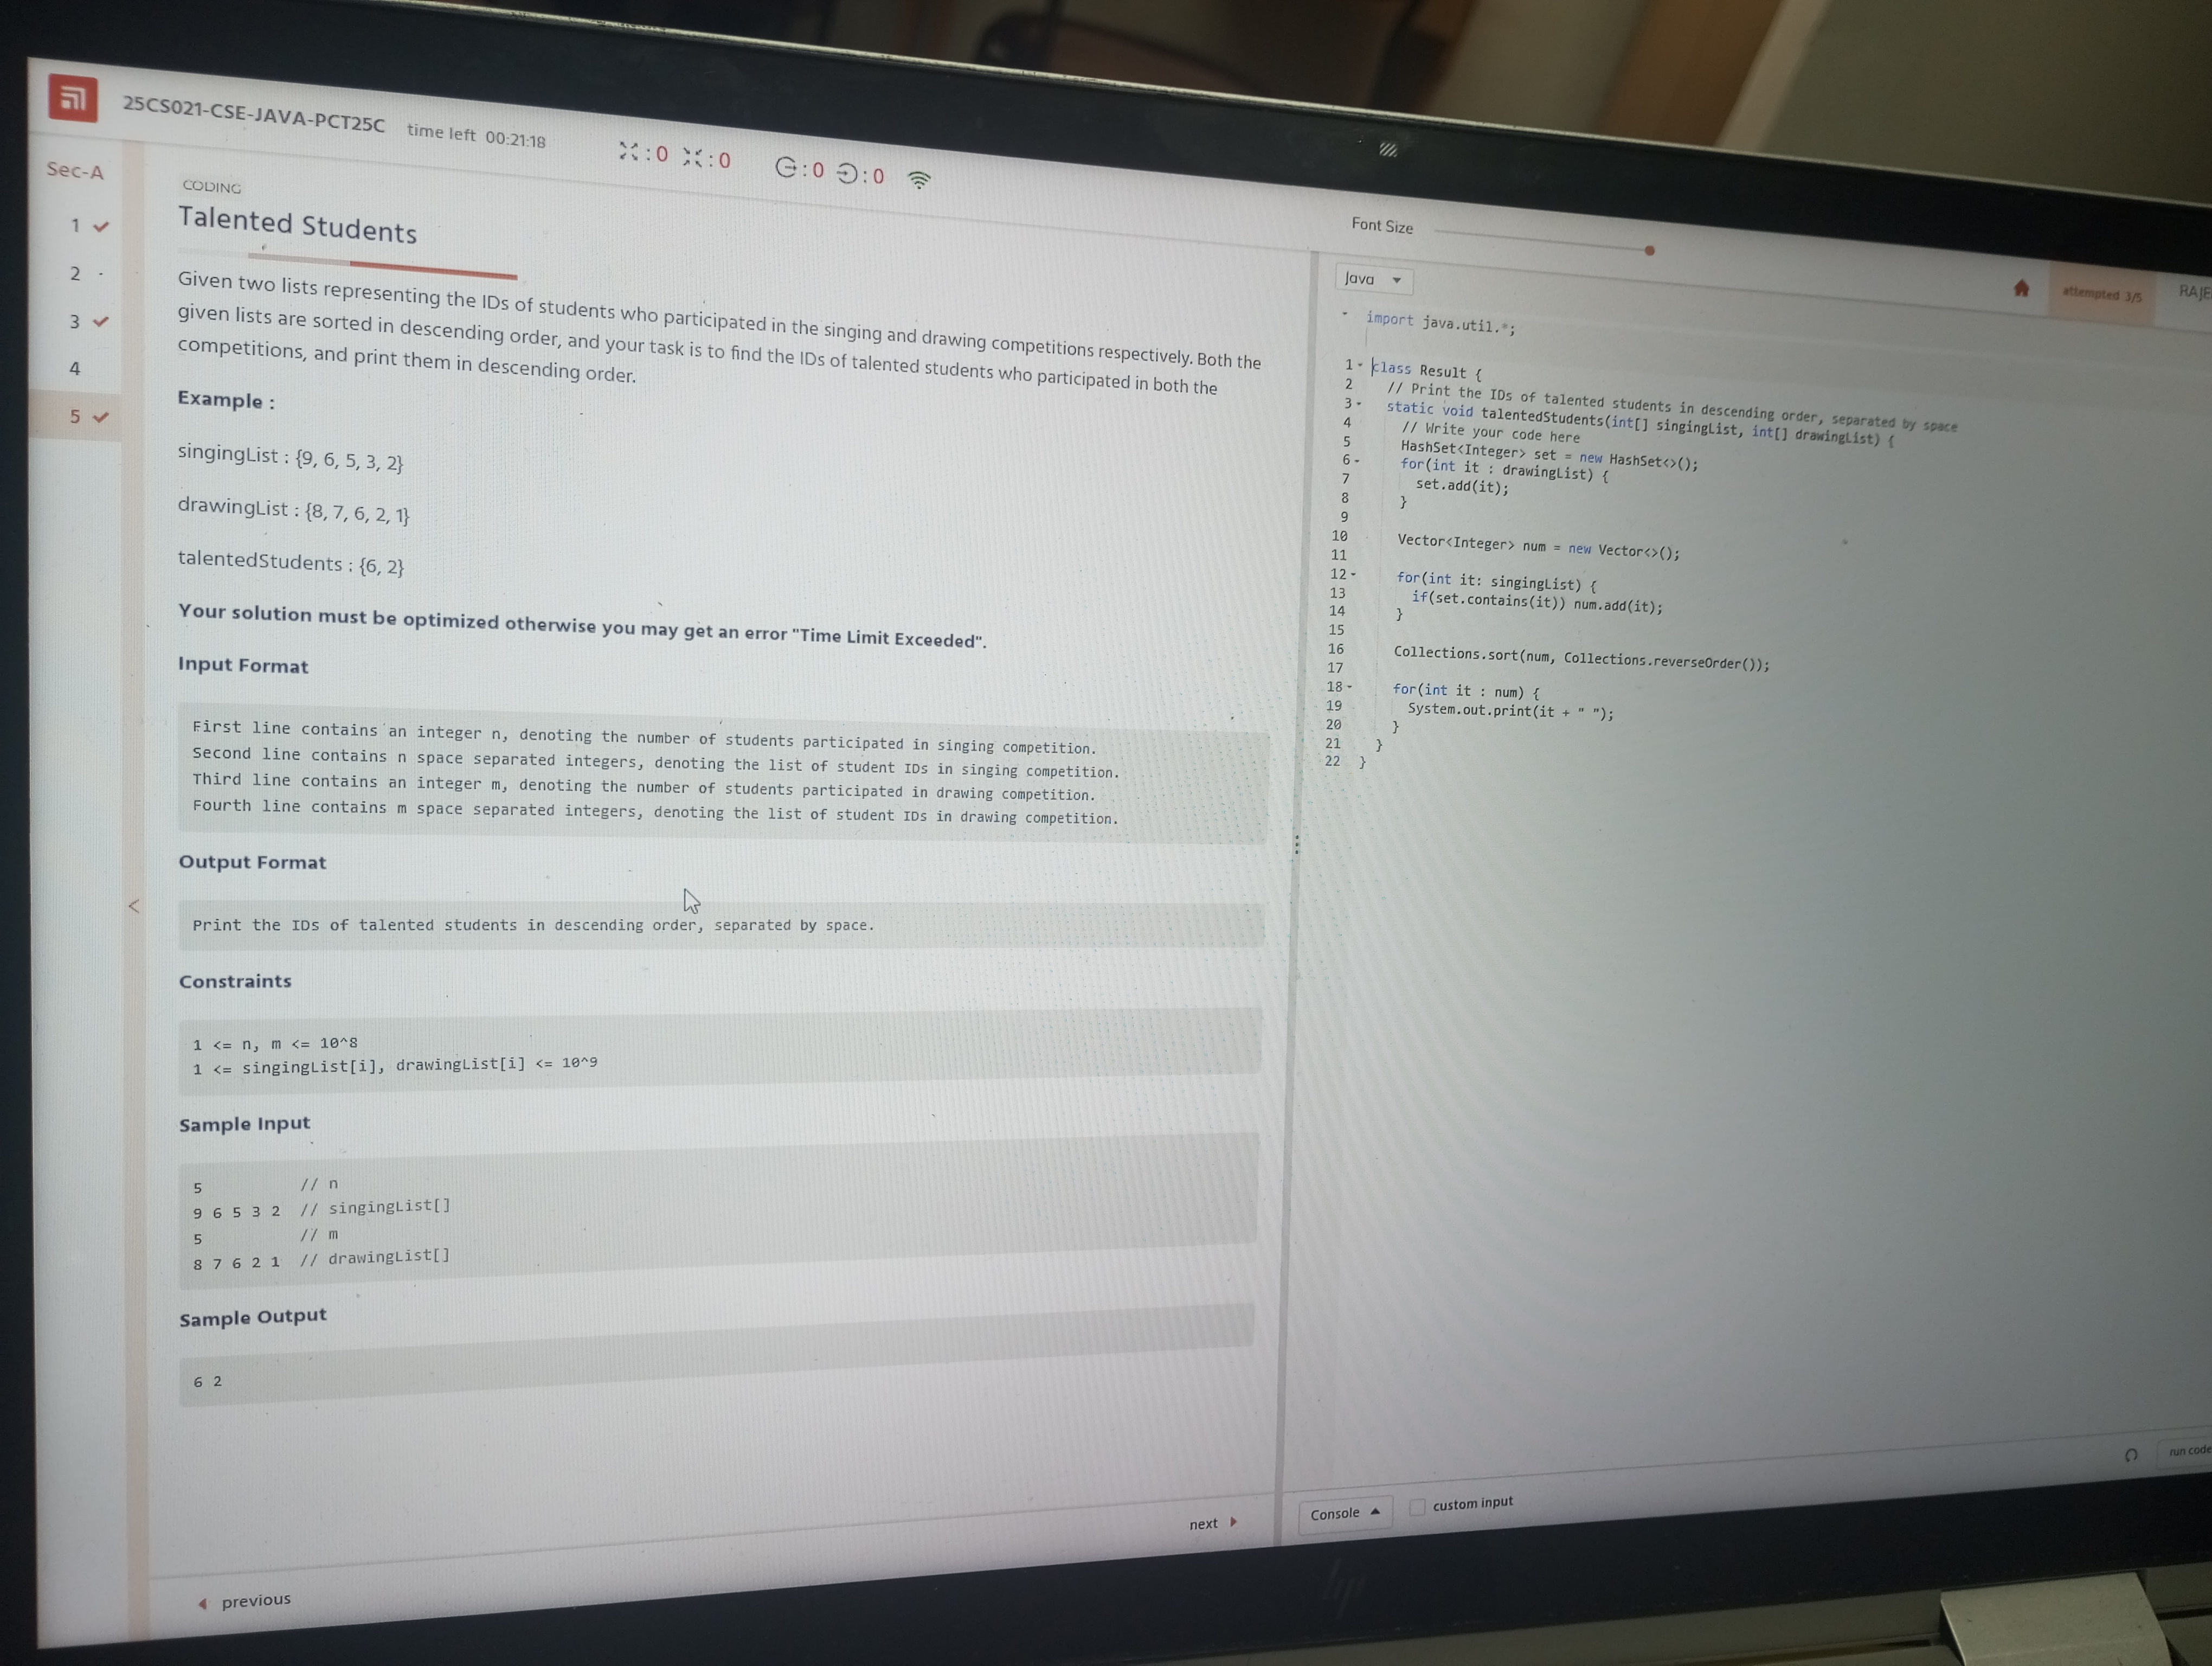 25CS021-CSE-JAVA-PCT25C time left 00:21:18 :0 :0 :0 :0
Sec-A
1
2
3
4
5
CODING
Talented Students
Given two lists representing the IDs of students who participated in the singing and drawing competitions respectively. Both the
given lists are sorted in descending order, and your task is to find the IDs of talented students who participated in both the
competitions, and print them in descending order.
Example :
singingList : {9, 6, 5, 3, 2}
drawingList : {8, 7, 6, 2, 1}
talentedStudents : {6, 2}
Your solution must be optimized otherwise you may get an error "Time Limit Exceeded".
Input Format
First line contains an integer n, denoting the number of students participated in singing competition.
Second line contains n space separated integers, denoting the list of student IDs in singing competition.
Third line contains an integer m, denoting the number of students participated in drawing competition.
Fourth line contains m space separated integers, denoting the list of student IDs in drawing competition.
Output Format
Print the IDs of talented students in descending order, separated by space.
Constraints
1 <= n, m <= 10^8
1 <= singingList[i], drawingList[i] <= 10^9
Sample Input
5 // n
9 6 5 3 2 // singingList[]
5 // m
8 7 6 2 1 // drawingList[]
Sample Output
6 2
next
previous
Font Size
Java
attempted 3/5
RAJE
import java.util.*;
1 class Result {
2 // Print the IDs of talented students in descending order, separated by space
3 static void talentedStudents(int[] singingList, int[] drawingList) {
4 // Write your code here
5 HashSet<Integer> set = new HashSet<>();
6 for(int it : drawingList) {
7 set.add(it);
8 }
9
10 Vector<Integer> num = new Vector<>();
11
12 for(int it: singingList) {
13 if(set.contains(it)) num.add(it);
14 }
15
16 Collections.sort(num, Collections.reverseOrder());
17
18 for(int it : num) {
19 System.out.print(it + " ");
20 }
21 }
22 }
Console
custom input
run code
hp